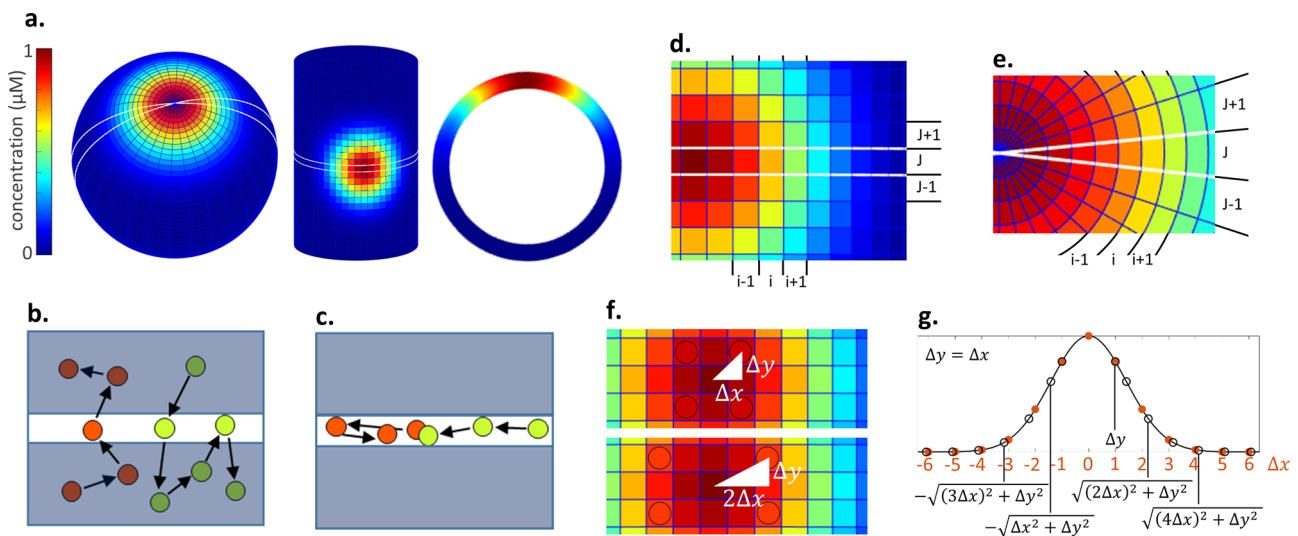 a.
concentration (µM)
1
0
b.
c.
d.
J+1
J
J-1
i-1
i
i+1
e.
J+1
J
J-1
i-1
i
i+1
f.
Δy
Δx
Δy
2Δx
g.
Δy = Δx
Δy
-6 -5 -4 -3 -2 -1 0 1 2 3 4 5 6 Δx
−√(3Δx)² + Δy²
√(2Δx)² + Δy²
−√Δx² + Δy²
√(4Δx)² + Δy²